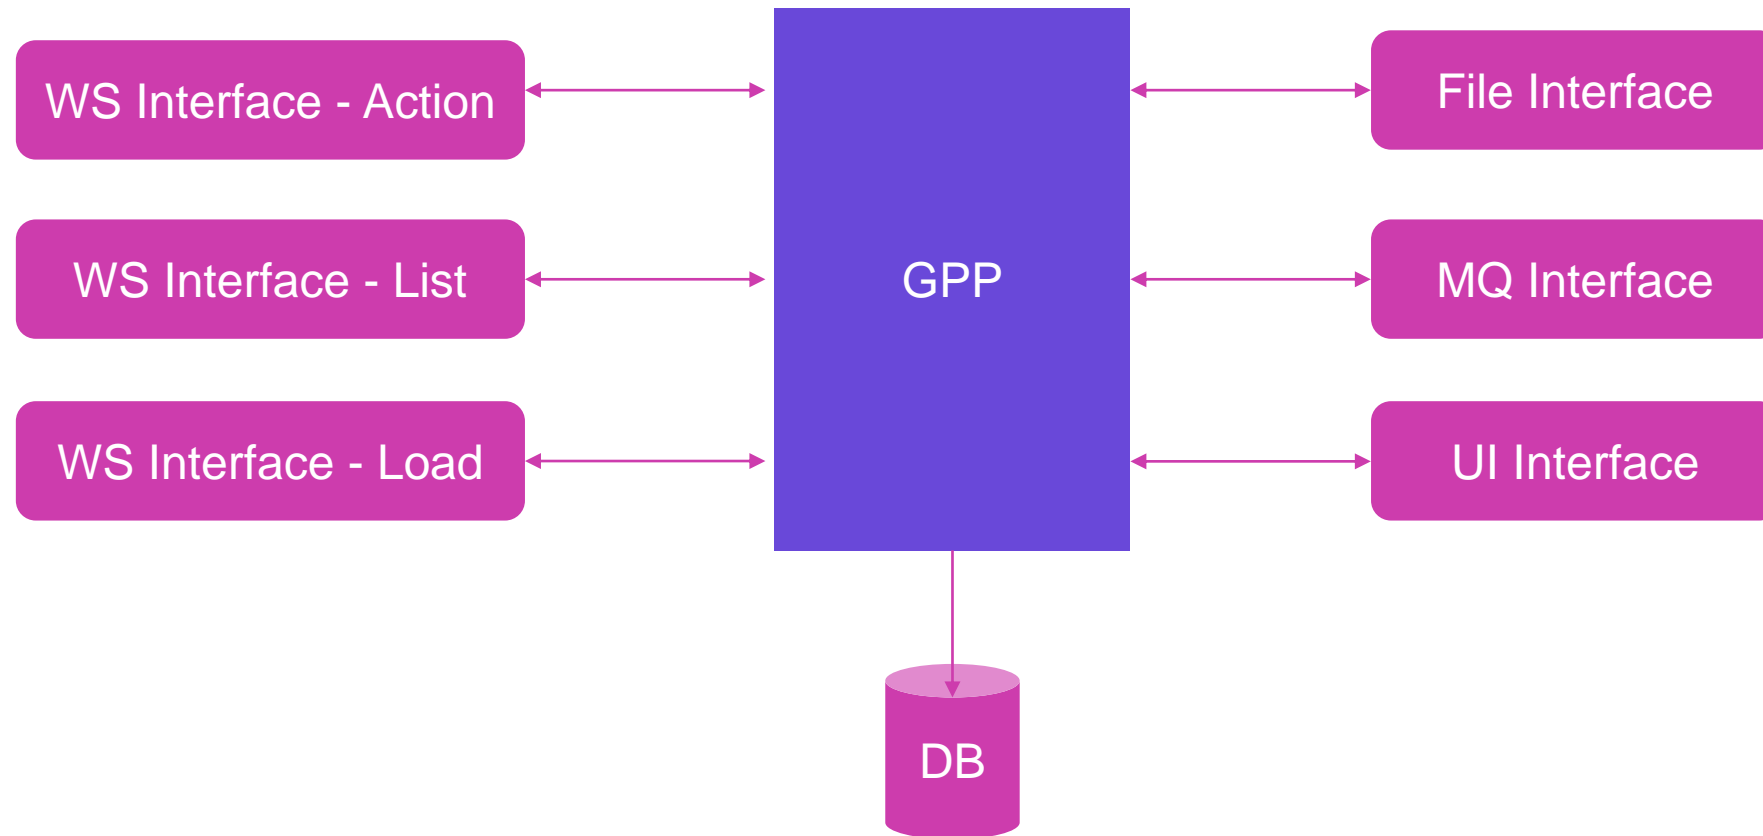 WS Interface - Action
File Interface
WS Interface - List
GPP
MQ Interface
WS Interface - Load
UI Interface
DB